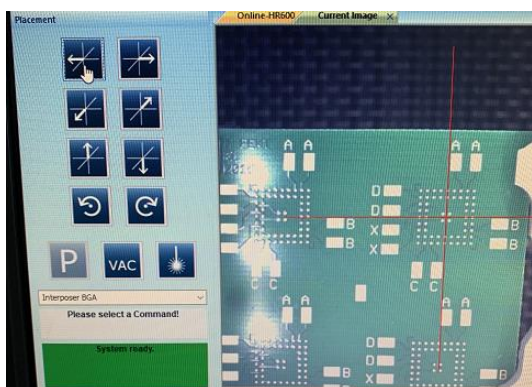 Placement
Online-HR600 Current Image
P VAC
Interposer BGA
Please select a Command!
System ready.
A A A A
D
D
X
B
D
D
X
B
C C C C
A A A A
D
D
X
B
B